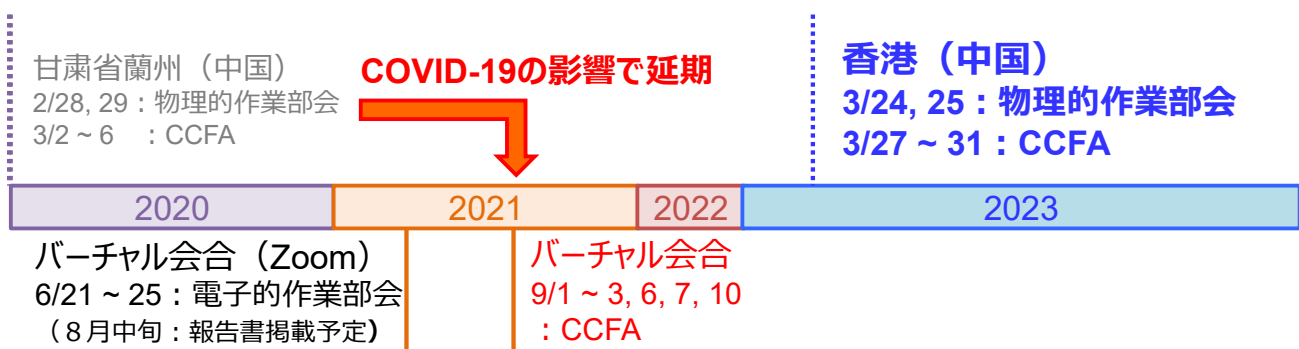 甘粛省蘭州（中国）
2/28, 29：物理的作業部会
3/2 ~ 6 ：CCFA
COVID-19の影響で延期
香港（中国）
3/24, 25：物理的作業部会
3/27 ~ 31：CCFA
2020
2021
2022
2023
バーチャル会合（Zoom）
6/21 ~ 25：電子的作業部会
（８月中旬：報告書掲載予定）
バーチャル会合
9/1 ~ 3, 6, 7, 10
：CCFA